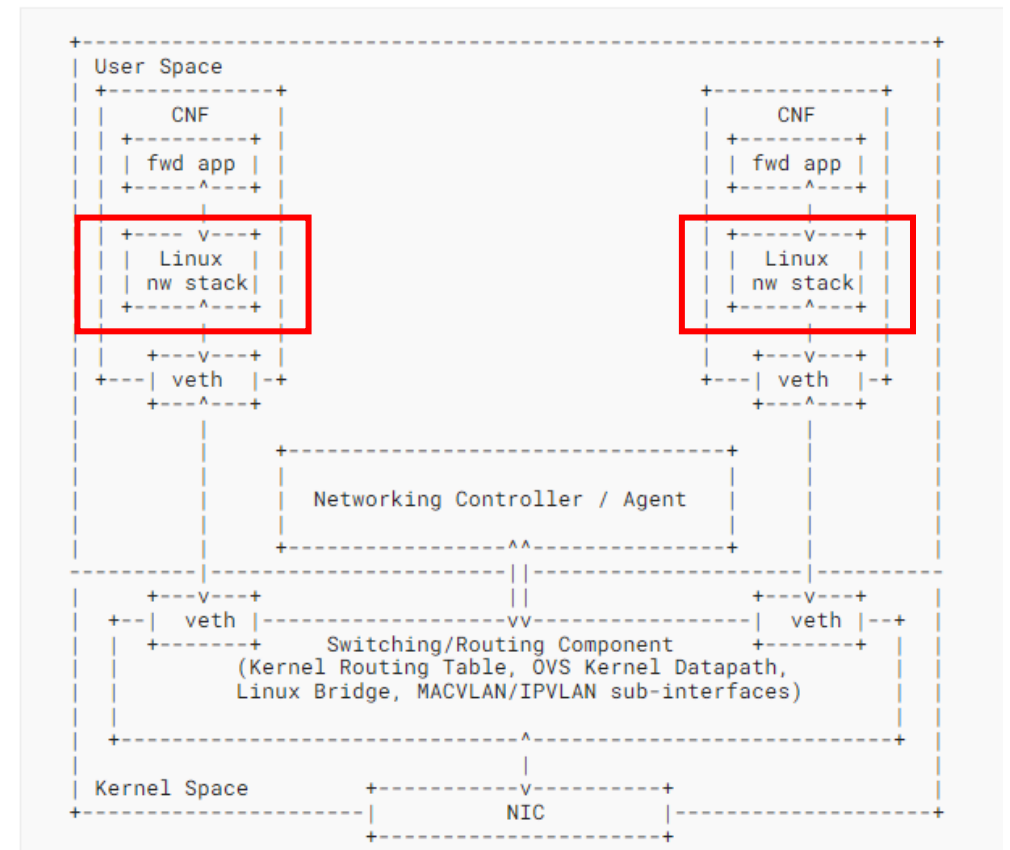 User Space
CNF CNF
fwd app fwd app
Linux Linux
nw stack nw stack
veth veth
Networking Controller / Agent
veth veth
Switching/Routing Component
(Kernel Routing Table, OVS Kernel Datapath,
Linux Bridge, MACVLAN/IPVLAN sub-interfaces)
Kernel Space
NIC